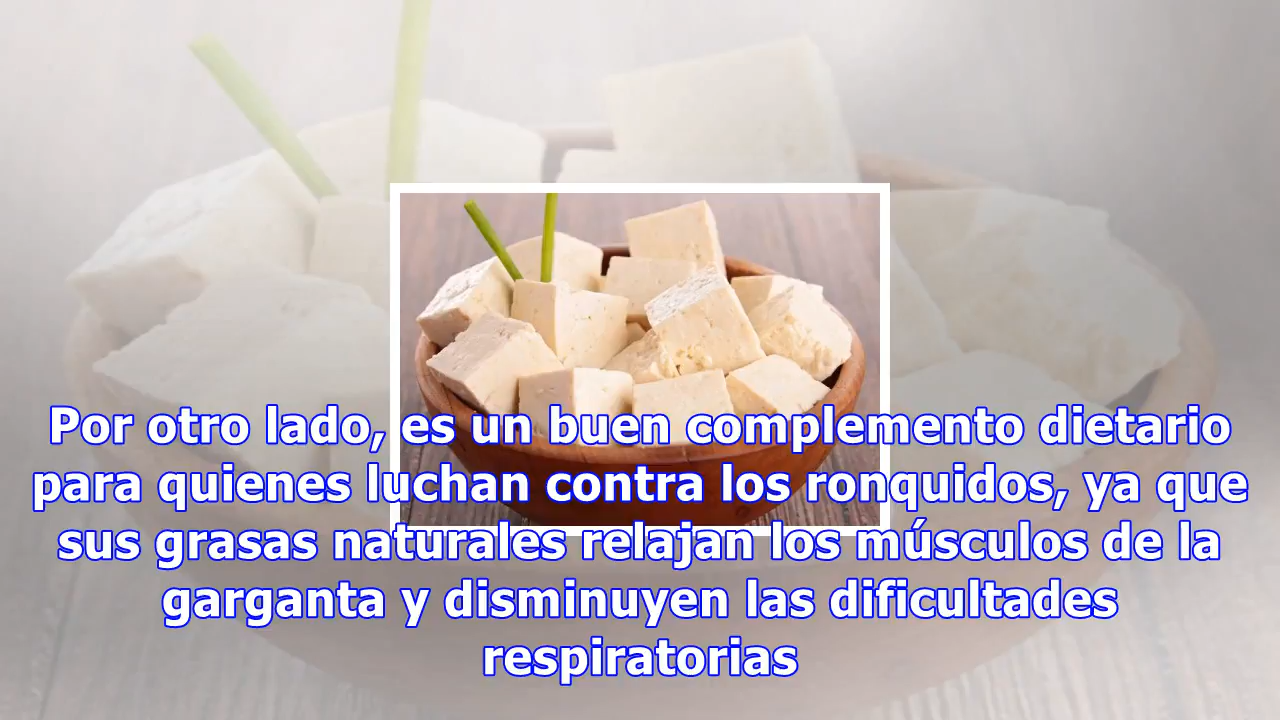 Por otro lado, es un buen complemento dietario
para quienes luchan contra los ronquidos, ya que
sus grasas naturales relajan los músculos de la
garganta y disminuyen las dificultades
respiratorias